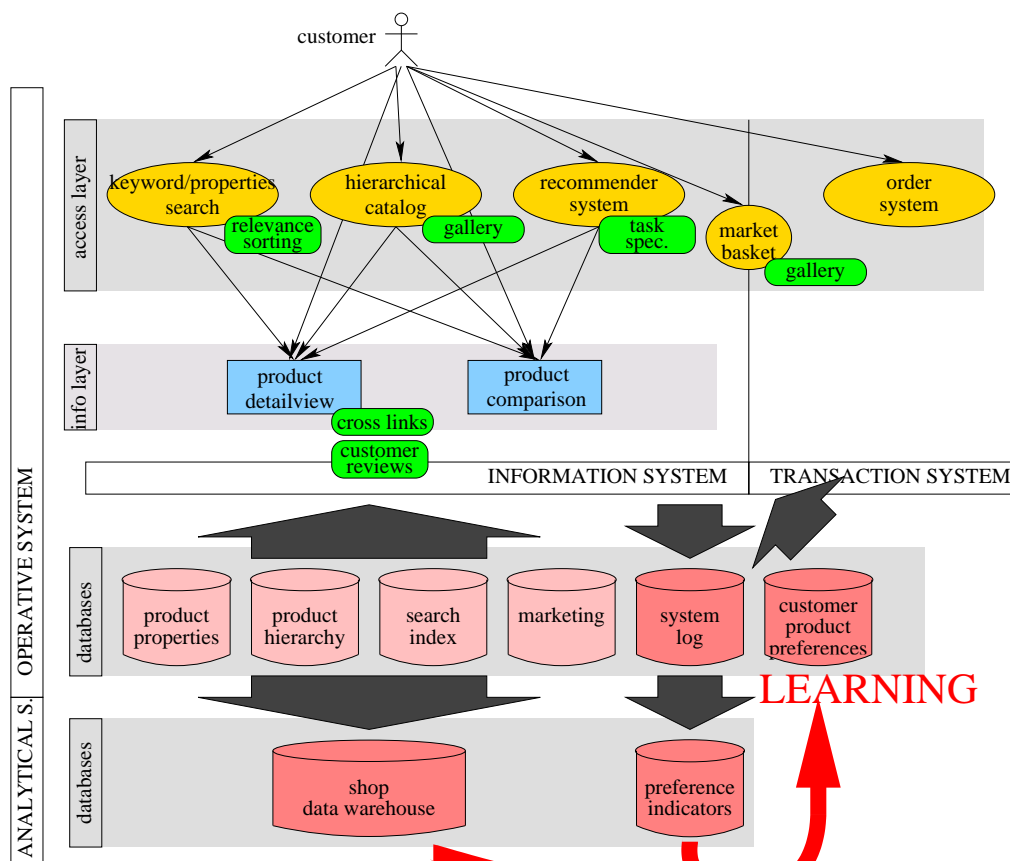 customer
OPERATIVE SYSTEM
ANALYTICAL S.
access layer
keyword/properties
search
relevance
sorting
hierarchical
catalog
gallery
recommender
system
task
spec.
market
basket
gallery
order
system
info layer
product
detailview
cross links
customer
reviews
product
comparison
INFORMATION SYSTEM
TRANSACTION SYSTEM
databases
product
properties
product
hierarchy
search
index
marketing
system
log
customer
product
preferences
LEARNING
databases
shop
data warehouse
preference
indicators